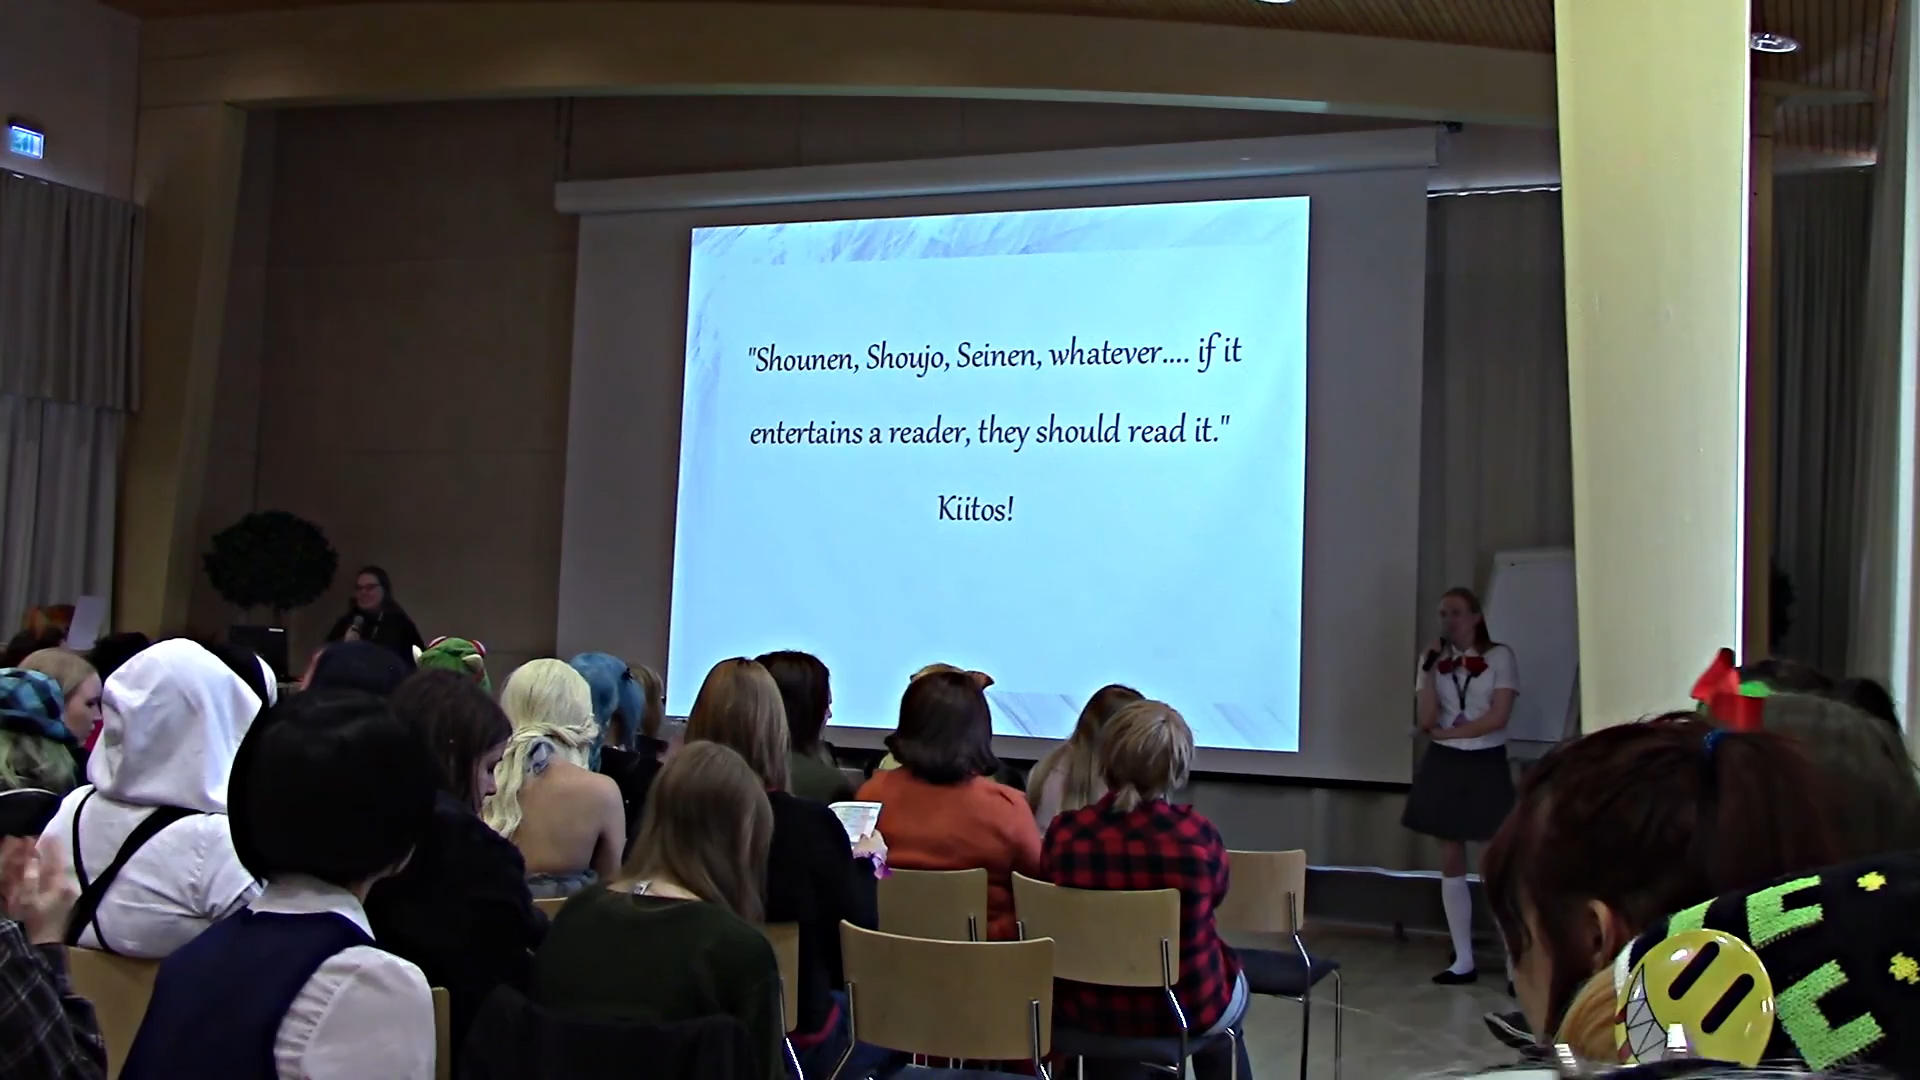 "Shounen, Shoujo, Seinen, whatever.... if it
entertains a reader, they should read it."
Kiitos!